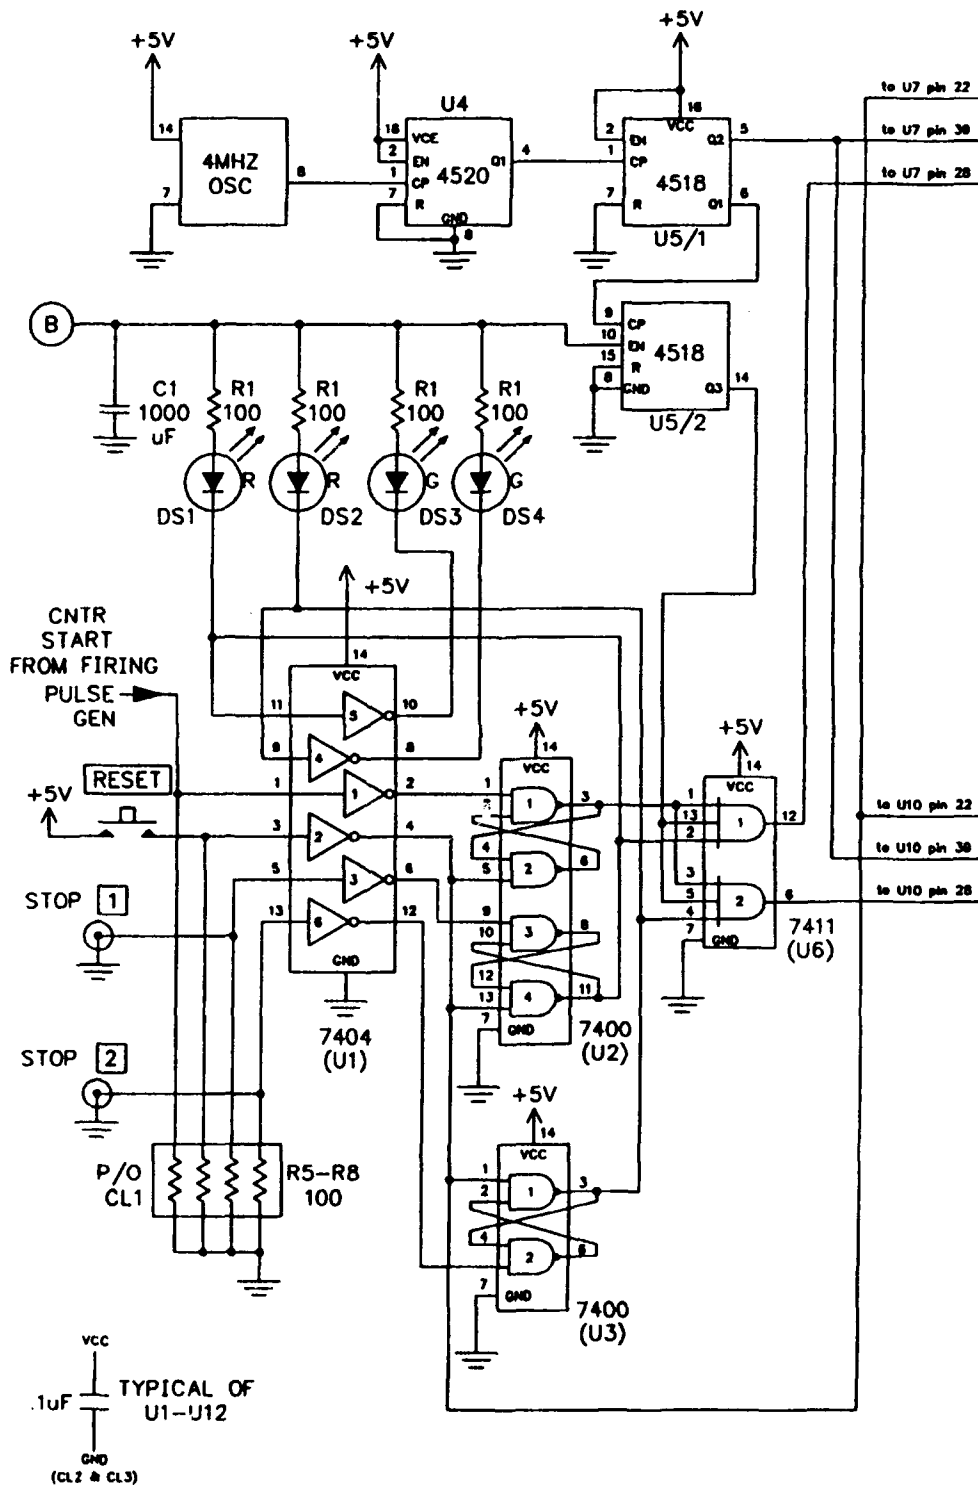 +5V
+5V
+5V
to U7 pin 22
U4
14
16
VCE
2
EN
1
CP
7
R
4520
Q1
4
GND
8
4MHZ
OSC
8
7
16
VCC
2
EN
1
CP
7
R
4518
Q2
5
Q1
6
U5/1
to U7 pin 30
to U7 pin 28
B
9
CP
10
EN
15
R
8
GND
4518
Q3
14
U5/2
C1
1000
uF
R1
100
R1
100
R1
100
R1
100
R
R
G
G
DS1
DS2
DS3
DS4
+5V
CNTR
START
FROM FIRING
PULSE
GEN
14
VCC
11
5
10
9
4
8
1
1
2
3
2
4
5
3
6
13
6
12
GND
7404
(U1)
RESET
+5V
STOP 1
STOP 2
+5V
14
VCC
1
1
3
4
5
2
6
9
10
3
8
12
13
4
11
7
GND
7400
(U2)
+5V
14
VCC
1
13
2
1
12
3
5
4
2
6
7
GND
7411
(U6)
to U10 pin 22
to U10 pin 30
to U10 pin 28
+5V
14
VCC
1
2
1
3
4
2
6
7
GND
7400
(U3)
P/O
CL1
R5-R8
100
VCC
.1uF
TYPICAL OF
U1-U12
GND
(CL2 & CL3)